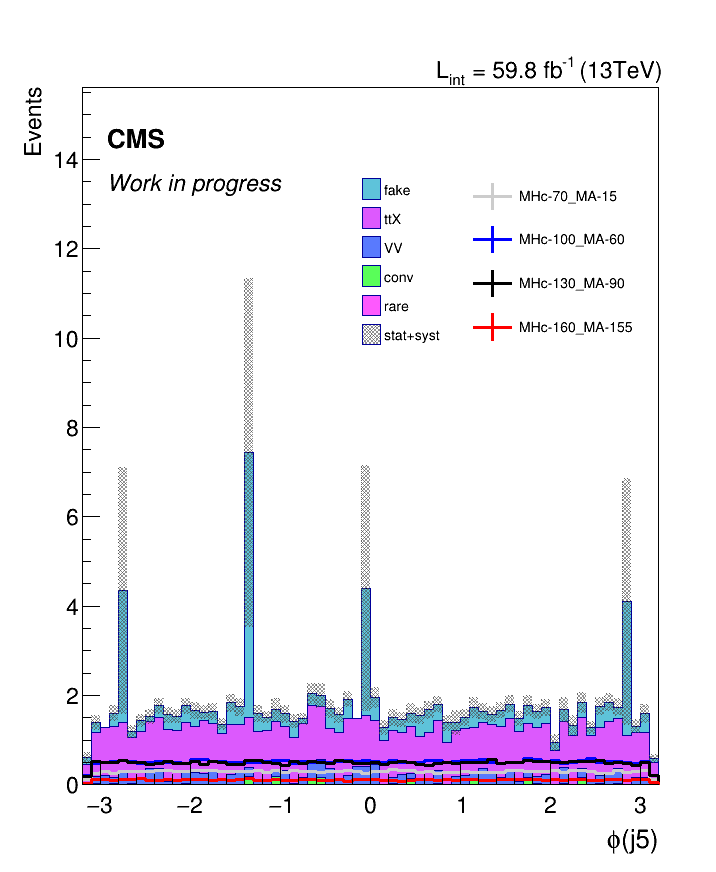 L_int = 59.8 fb^-1 (13TeV)
Events
CMS
Work in progress
fake
ttX
VV
conv
rare
stat+syst
MHc-70_MA-15
MHc-100_MA-60
MHc-130_MA-90
MHc-160_MA-155
14
12
10
8
6
4
2
0
−3 −2 −1 0 1 2 3
ϕ(j5)